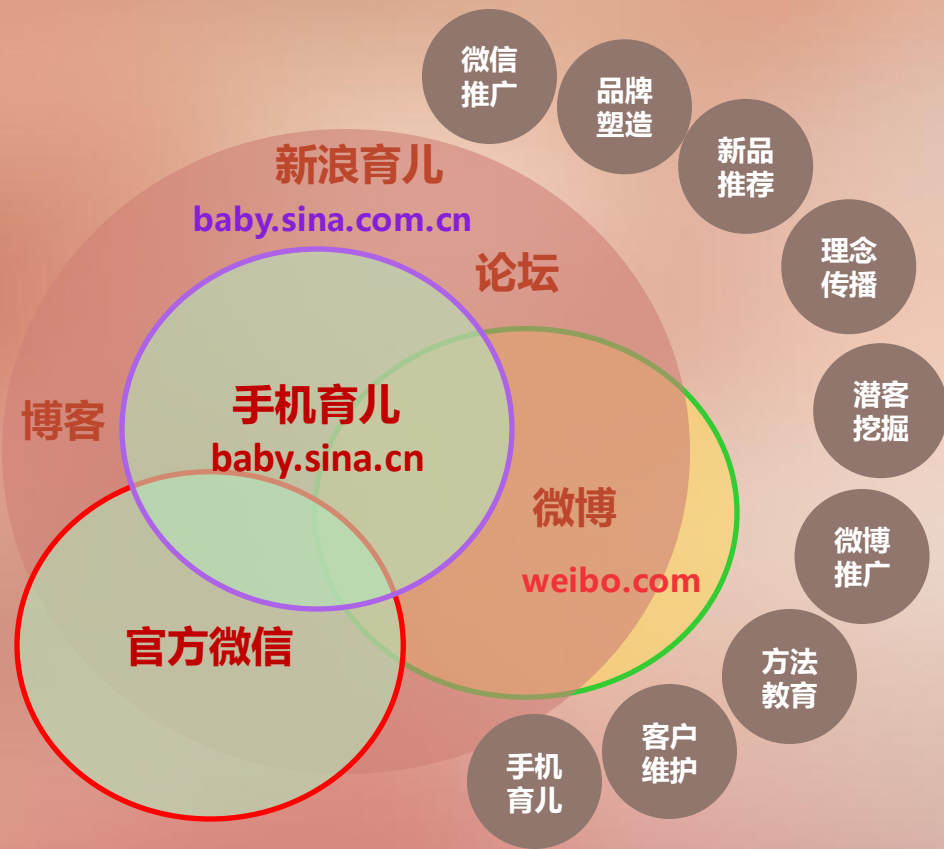 微信
推广
品牌
塑造
新品
推荐
新浪育儿
baby.sina.com.cn
理念
传播
论坛
手机育儿
baby.sina.cn
博客
潜客
挖掘
微博
weibo.com
微博
推广
官方微信
方法
教育
客户
维护
手机
育儿